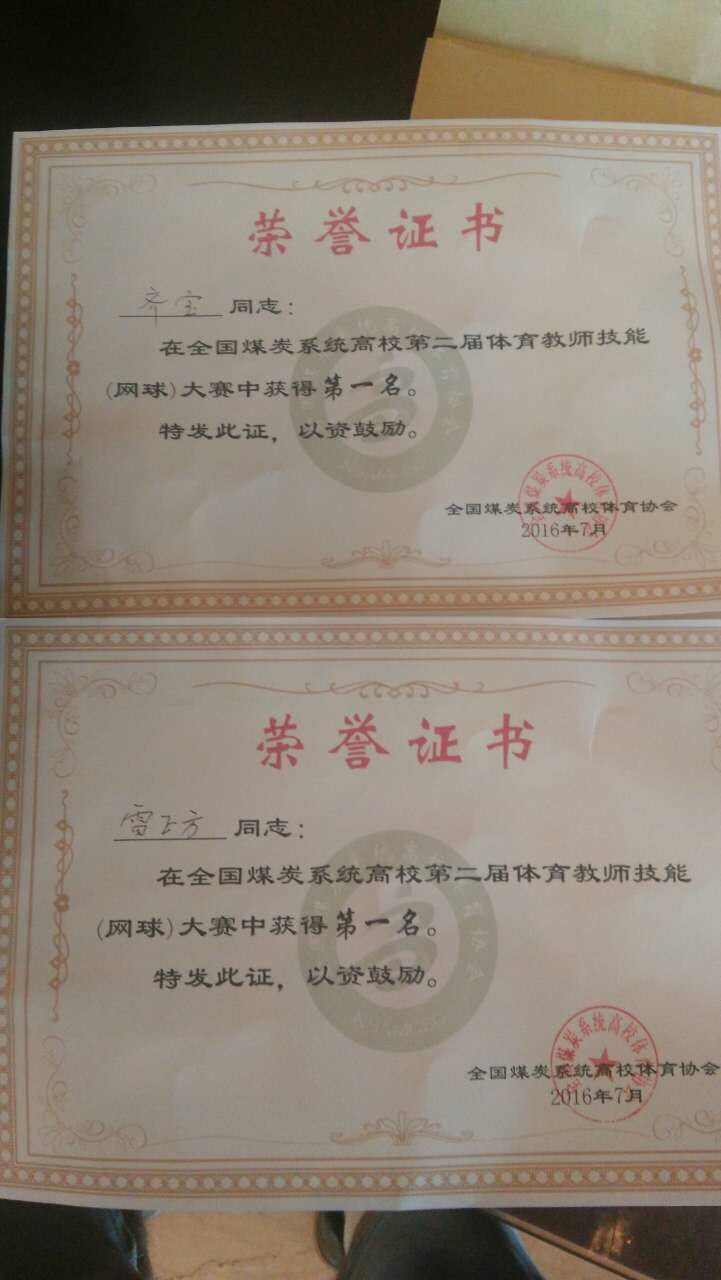 荣誉证书
齐宝 同志：
在全国煤炭系统高校第二届体育教师技能
(网球)大赛中获得第一名。
特发此证，以资鼓励。
全国煤炭系统高校体育协会
2016年7月
荣誉证书
雷正方 同志：
在全国煤炭系统高校第二届体育教师技能
(网球)大赛中获得第一名。
特发此证，以资鼓励。
全国煤炭系统高校体育协会
2016年7月